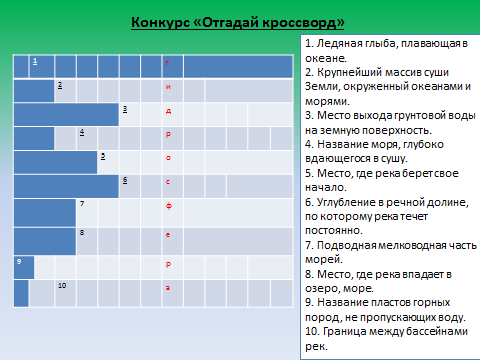 Конкурс «Отгадай кроссворд»
1 г
2 и
3 д
4 р
5 о
6 с
7 ф
8 е
9 р
10 а
1. Ледяная глыба, плавающая в
океане.
2. Крупнейший массив суши
Земли, окруженный океанами и
морями.
3. Место выхода грунтовой воды
на земную поверхность.
4. Название моря, глубоко
вдающегося в сушу.
5. Место, где река берет свое
начало.
6. Углубление в речной долине,
по которому река течет
постоянно.
7. Подводная мелководная часть
морей.
8. Место, где река впадает в
озеро, море.
9. Название пластов горных
пород, не пропускающих воду.
10. Граница между бассейнами
рек.